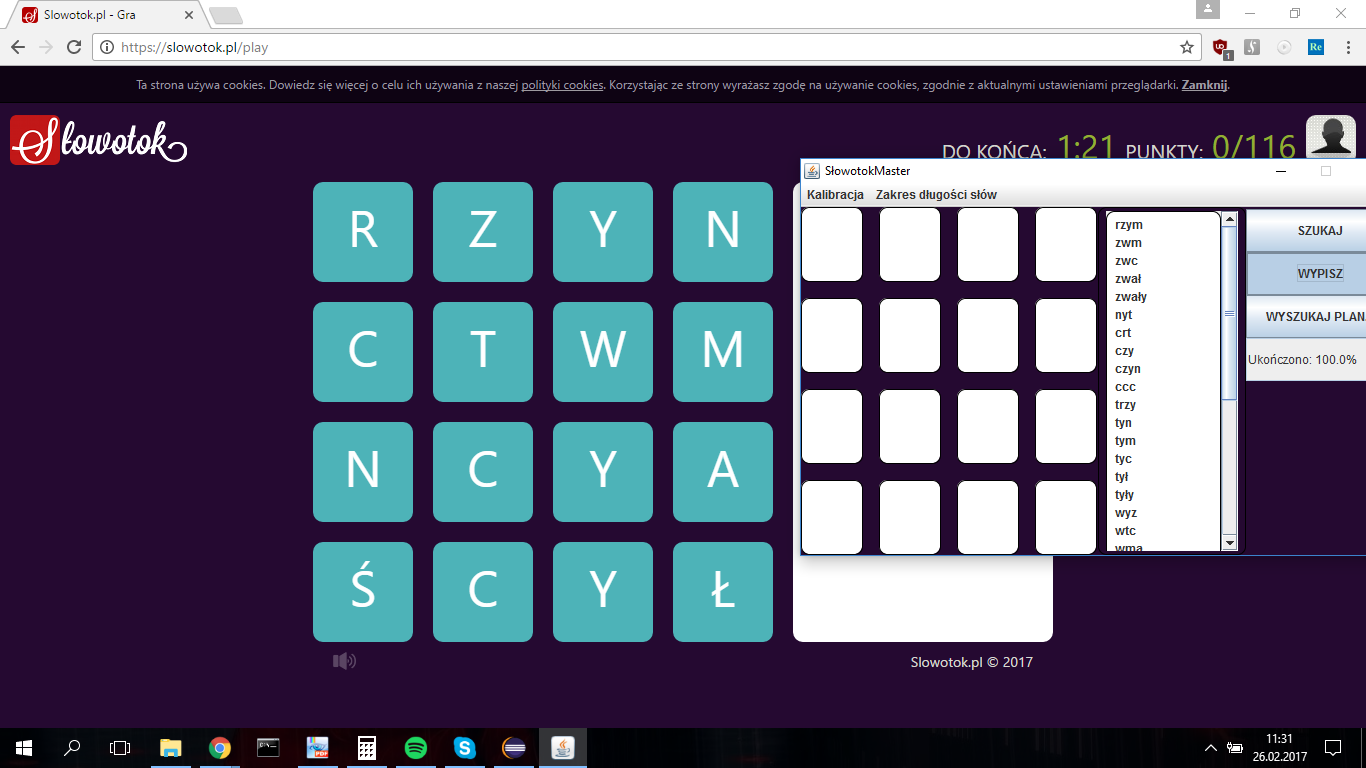 Slowotok.pl - Gra
https://slowotok.pl/play
Ta strona używa cookies. Dowiedz się więcej o celu ich używania z naszej polityki cookies. Korzystając ze strony wyrażasz zgodę na używanie cookies, zgodnie z aktualnymi ustawieniami przeglądarki. Zamknij.
Słowotok
DO KOŃCA: 1:21 PUNKTY: 0/116
R Z Y N
C T W M
N C Y A
Ś C Y Ł
SłowotokMaster
Kalibracja Zakres długości słów
rzym
zwm
zwc
zwał
zwały
nyt
crt
czy
czyn
ccc
trzy
tyn
tym
tyc
tył
tyły
wyz
wtc
wma
SZUKAJ
WYPISZ
WYSZUKAJ PLAN
Ukończono: 100.0%
Slowotok.pl © 2017
11:31
26.02.2017